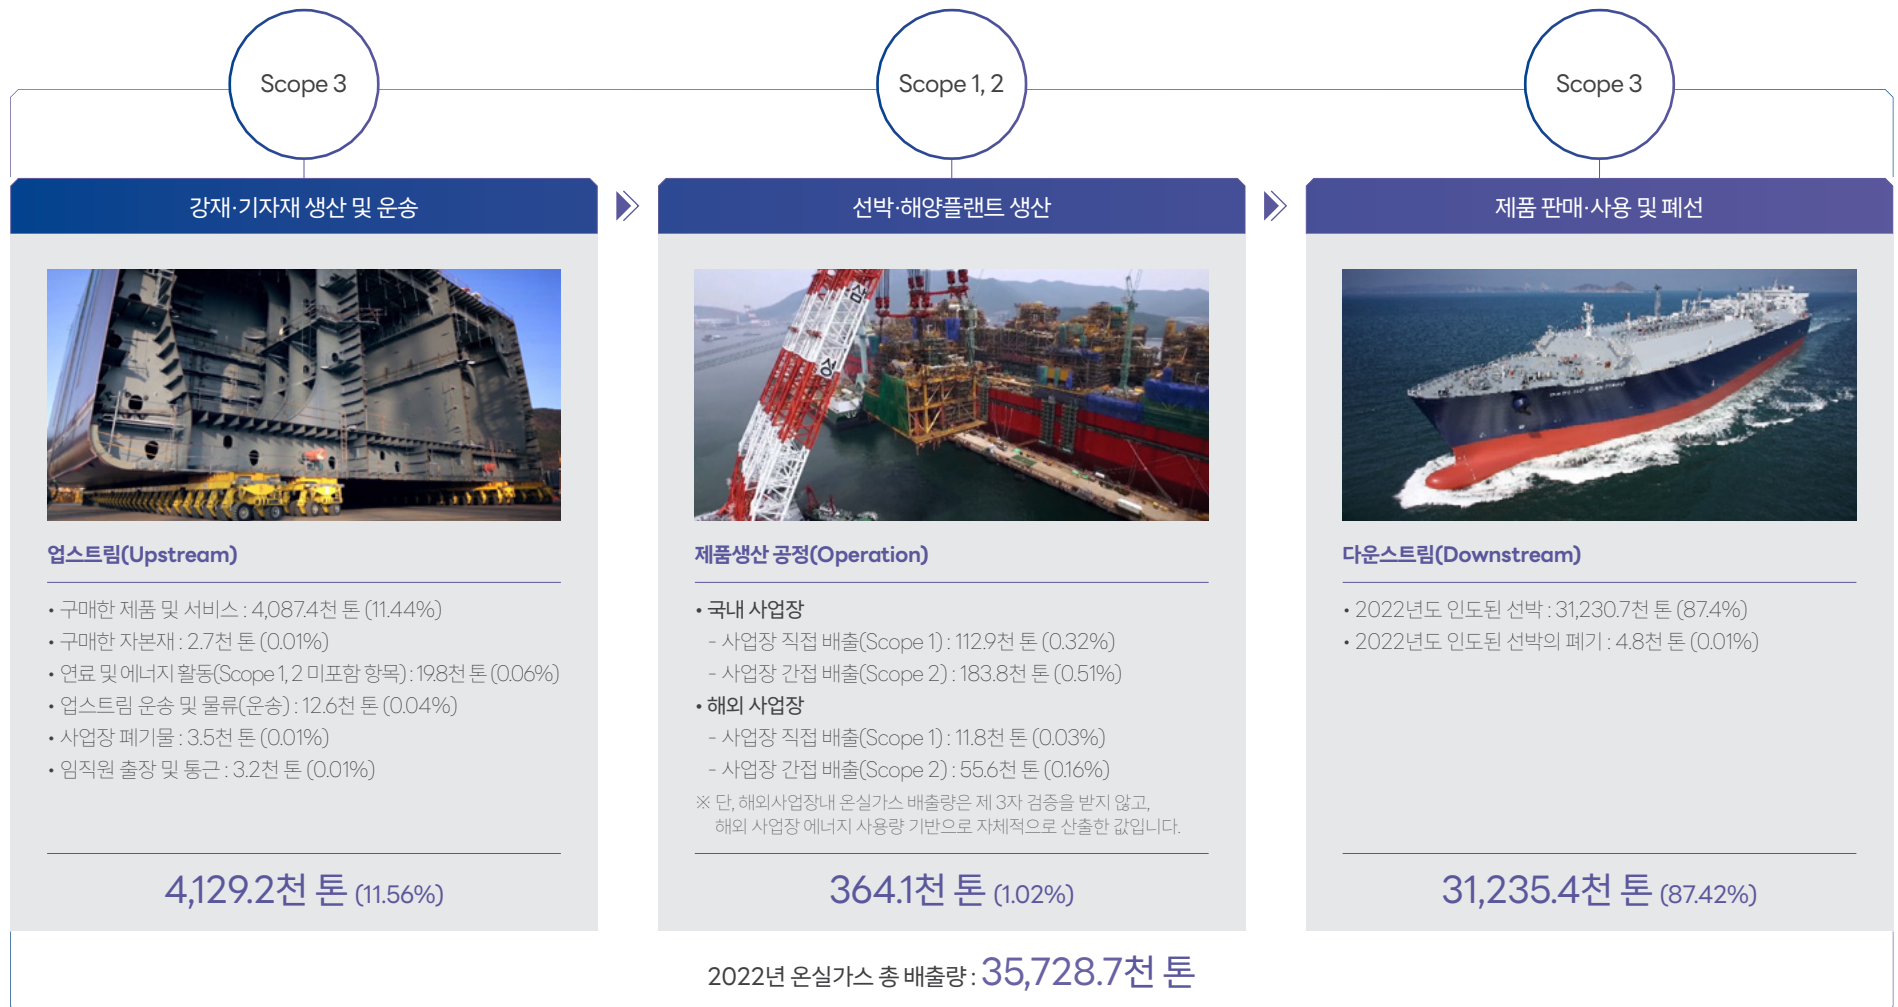 Scope 3
강재·기자재 생산 및 운송
업스트림(Upstream)
• 구매한 제품 및 서비스 : 4,087.4천 톤 (11.44%)
• 구매한 자본재 : 2.7천 톤 (0.01%)
• 연료 및 에너지 활동(Scope 1, 2 미포함 항목) : 19.8천 톤 (0.06%)
• 업스트림 운송 및 물류(운송) : 12.6천 톤 (0.04%)
• 사업장 폐기물 : 3.5천 톤 (0.01%)
• 임직원 출장 및 통근 : 3.2천 톤 (0.01%)
4,129.2천 톤 (11.56%)
Scope 1, 2
선박·해양플랜트 생산
삼
성
제품생산 공정(Operation)
• 국내 사업장
- 사업장 직접 배출(Scope 1) : 112.9천 톤 (0.32%)
- 사업장 간접 배출(Scope 2) : 183.8천 톤 (0.51%)
• 해외 사업장
- 사업장 직접 배출(Scope 1) : 11.8천 톤 (0.03%)
- 사업장 간접 배출(Scope 2) : 55.6천 톤 (0.16%)
※ 단, 해외사업장내 온실가스 배출량은 제 3자 검증을 받지 않고,
해외 사업장 에너지 사용량 기반으로 자체적으로 산출한 값입니다.
364.1천 톤 (1.02%)
Scope 3
제품 판매·사용 및 폐선
다운스트림(Downstream)
• 2022년도 인도된 선박 : 31,230.7천 톤 (87.4%)
• 2022년도 인도된 선박의 폐기 : 4.8천 톤 (0.01%)
31,235.4천 톤 (87.42%)
2022년 온실가스 총 배출량 : 35,728.7천 톤